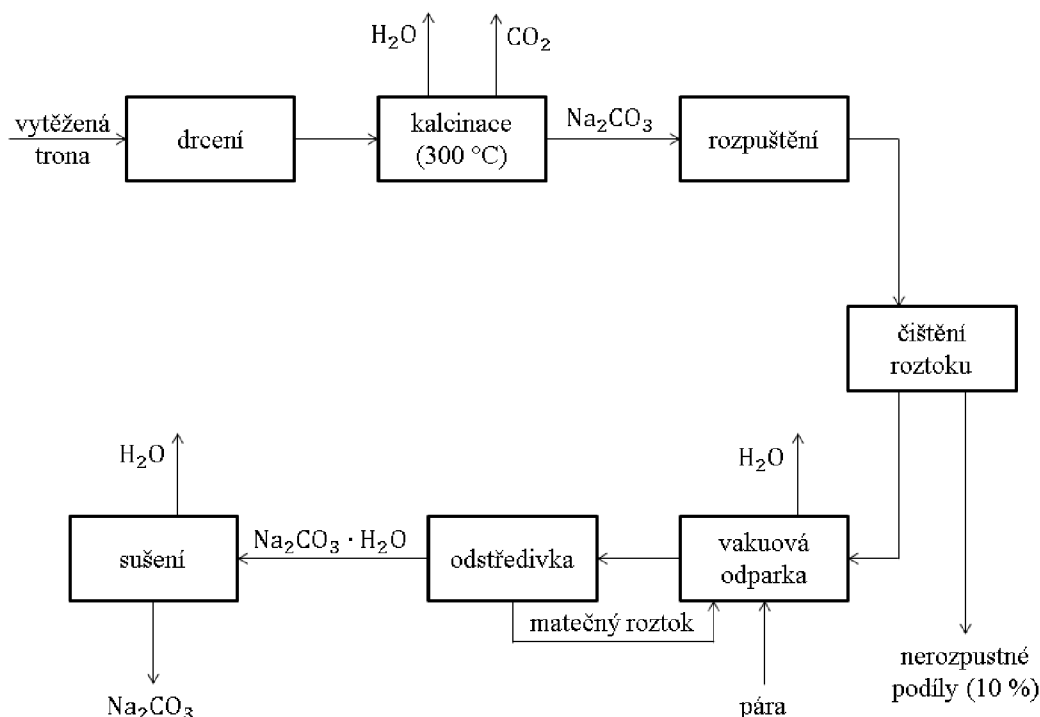 H₂O
CO₂
vytěžená
trona
drcení
kalcinace
(300 °C)
Na₂CO₃
rozpuštění
čištění
roztoku
H₂O
H₂O
sušení
Na₂CO₃ · H₂O
odstředivka
vakuová
odparka
matečný roztok
nerozpustné
podíly (10 %)
Na₂CO₃
pára